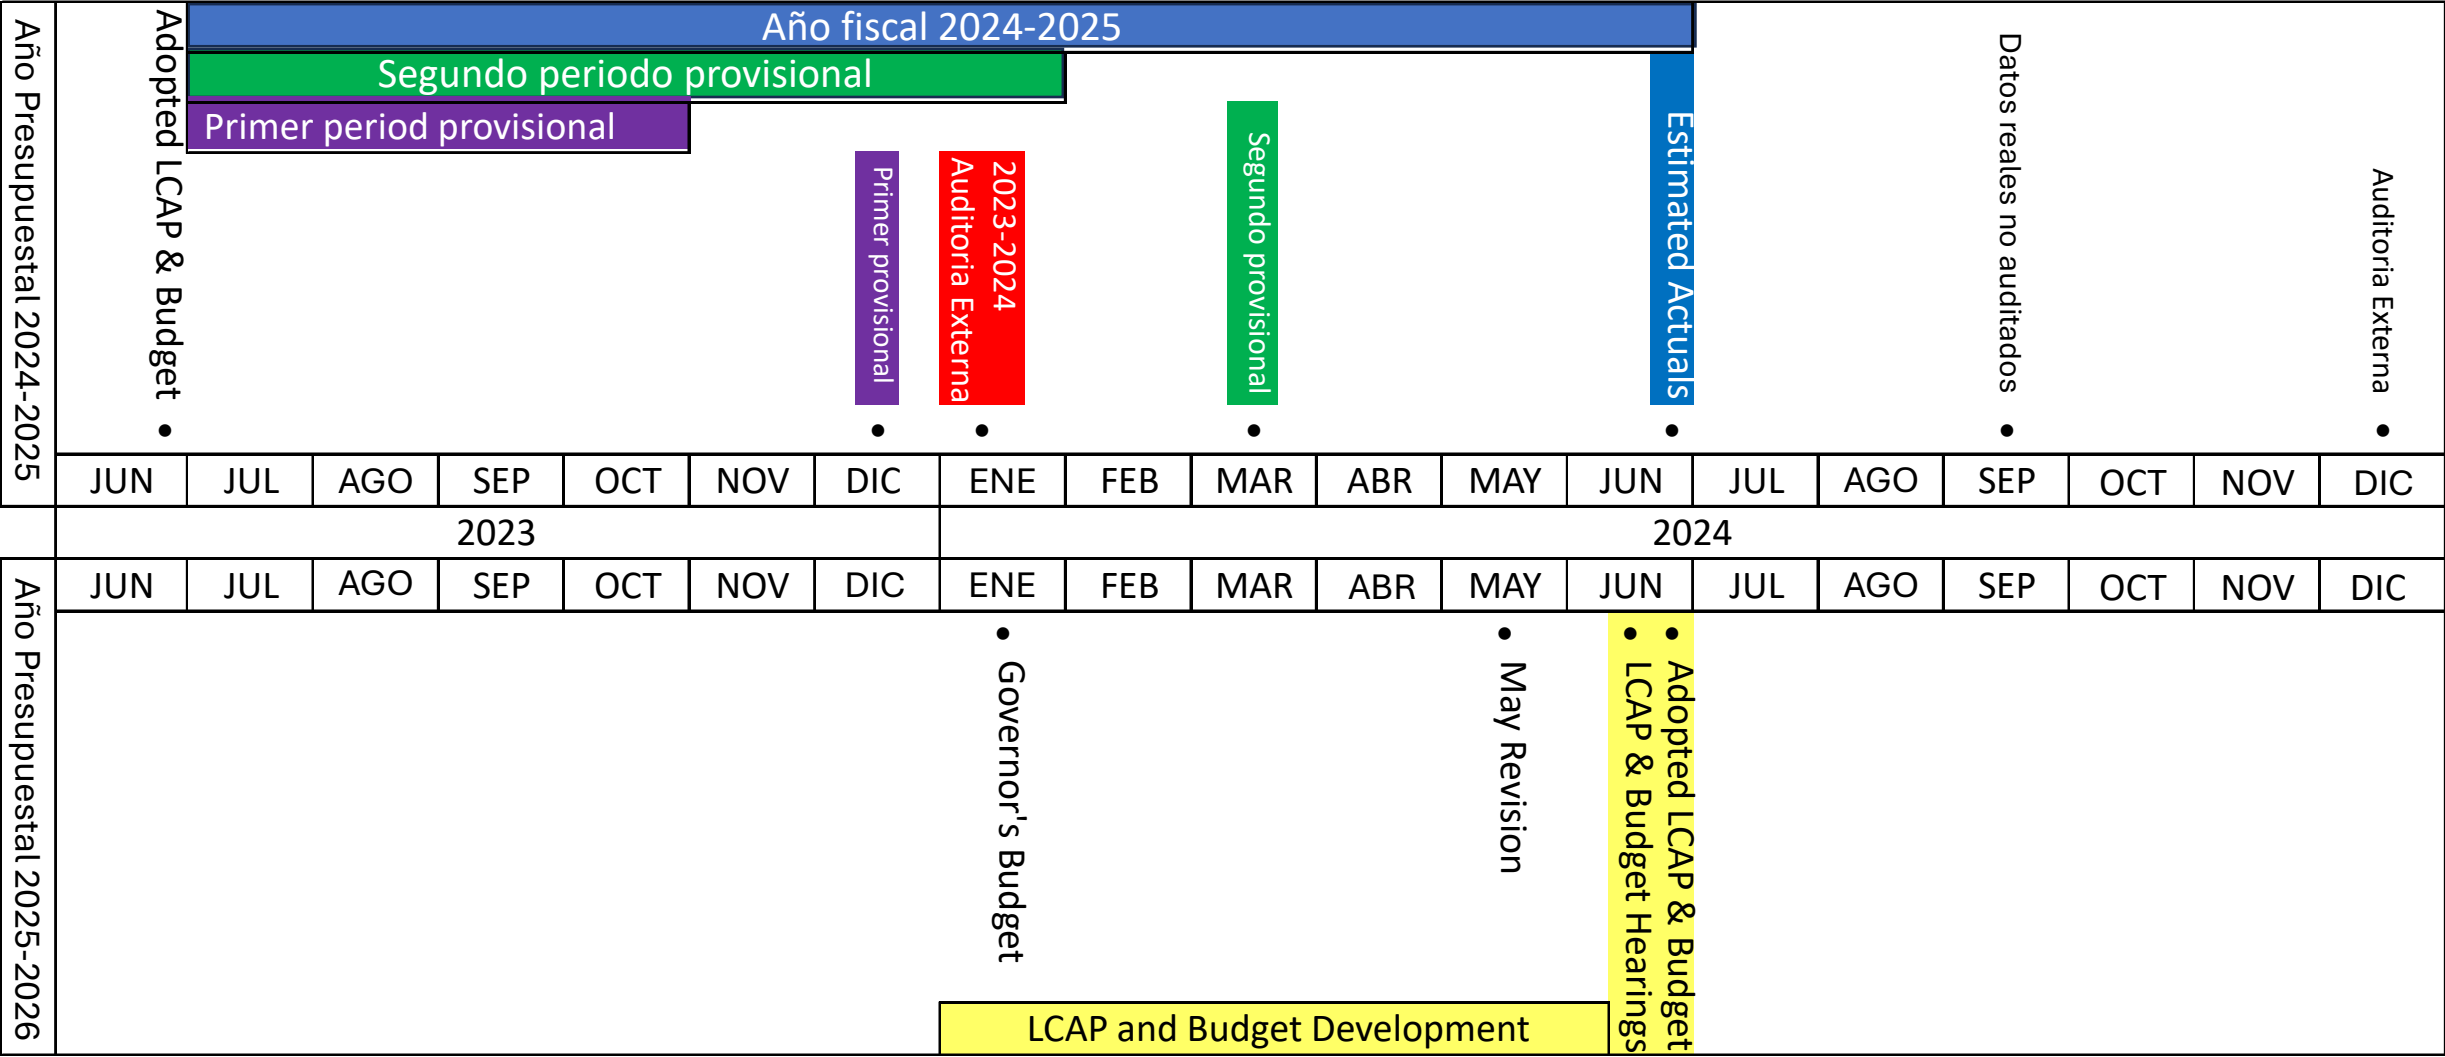 Año Presupuestal 2024-2025
Adopted LCAP & Budget
Año fiscal 2024-2025
Segundo periodo provisional
Primer period provisional
Primer provisional
2023-2024
Auditoria Externa
Segundo provisional
Estimated Actuals
Datos reales no auditados
Auditoria Externa
JUN JUL AGO SEP OCT NOV DIC ENE FEB MAR ABR MAY JUN JUL AGO SEP OCT NOV DIC
2023 2024
JUN JUL AGO SEP OCT NOV DIC ENE FEB MAR ABR MAY JUN JUL AGO SEP OCT NOV DIC
Año Presupuestal 2025-2026
Governor's Budget
May Revision
LCAP & Budget Hearings
Adopted LCAP & Budget
LCAP and Budget Development